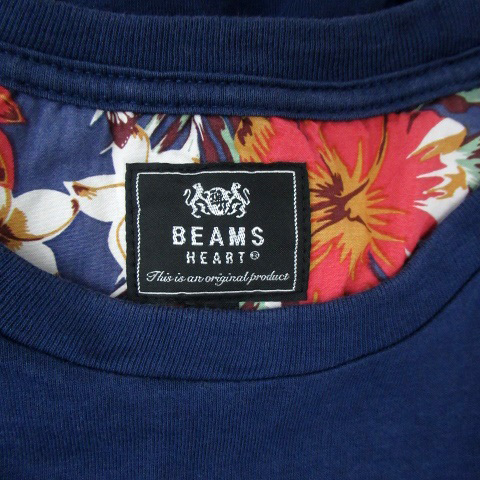 BEAMS
HEART®
This is an original product